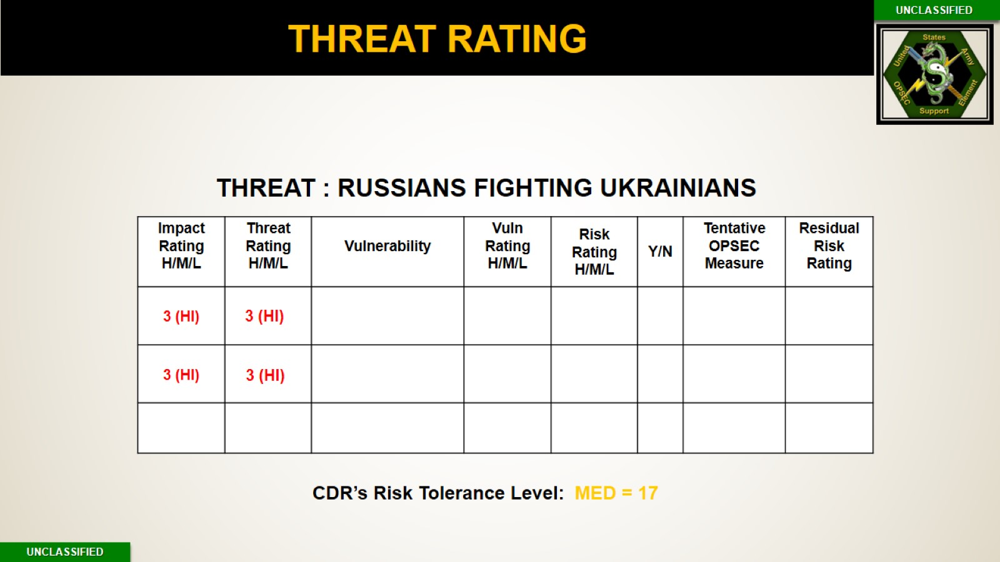 UNCLASSIFIED
THREAT RATING
United States Army
OPSEC Support Element
THREAT : RUSSIANS FIGHTING UKRAINIANS
Impact Rating H/M/L
Threat Rating H/M/L
Vulnerability
Vuln Rating H/M/L
Risk Rating H/M/L
Y/N
Tentative OPSEC Measure
Residual Risk Rating
3 (HI) 3 (HI)
3 (HI) 3 (HI)
CDR’s Risk Tolerance Level: MED = 17
UNCLASSIFIED